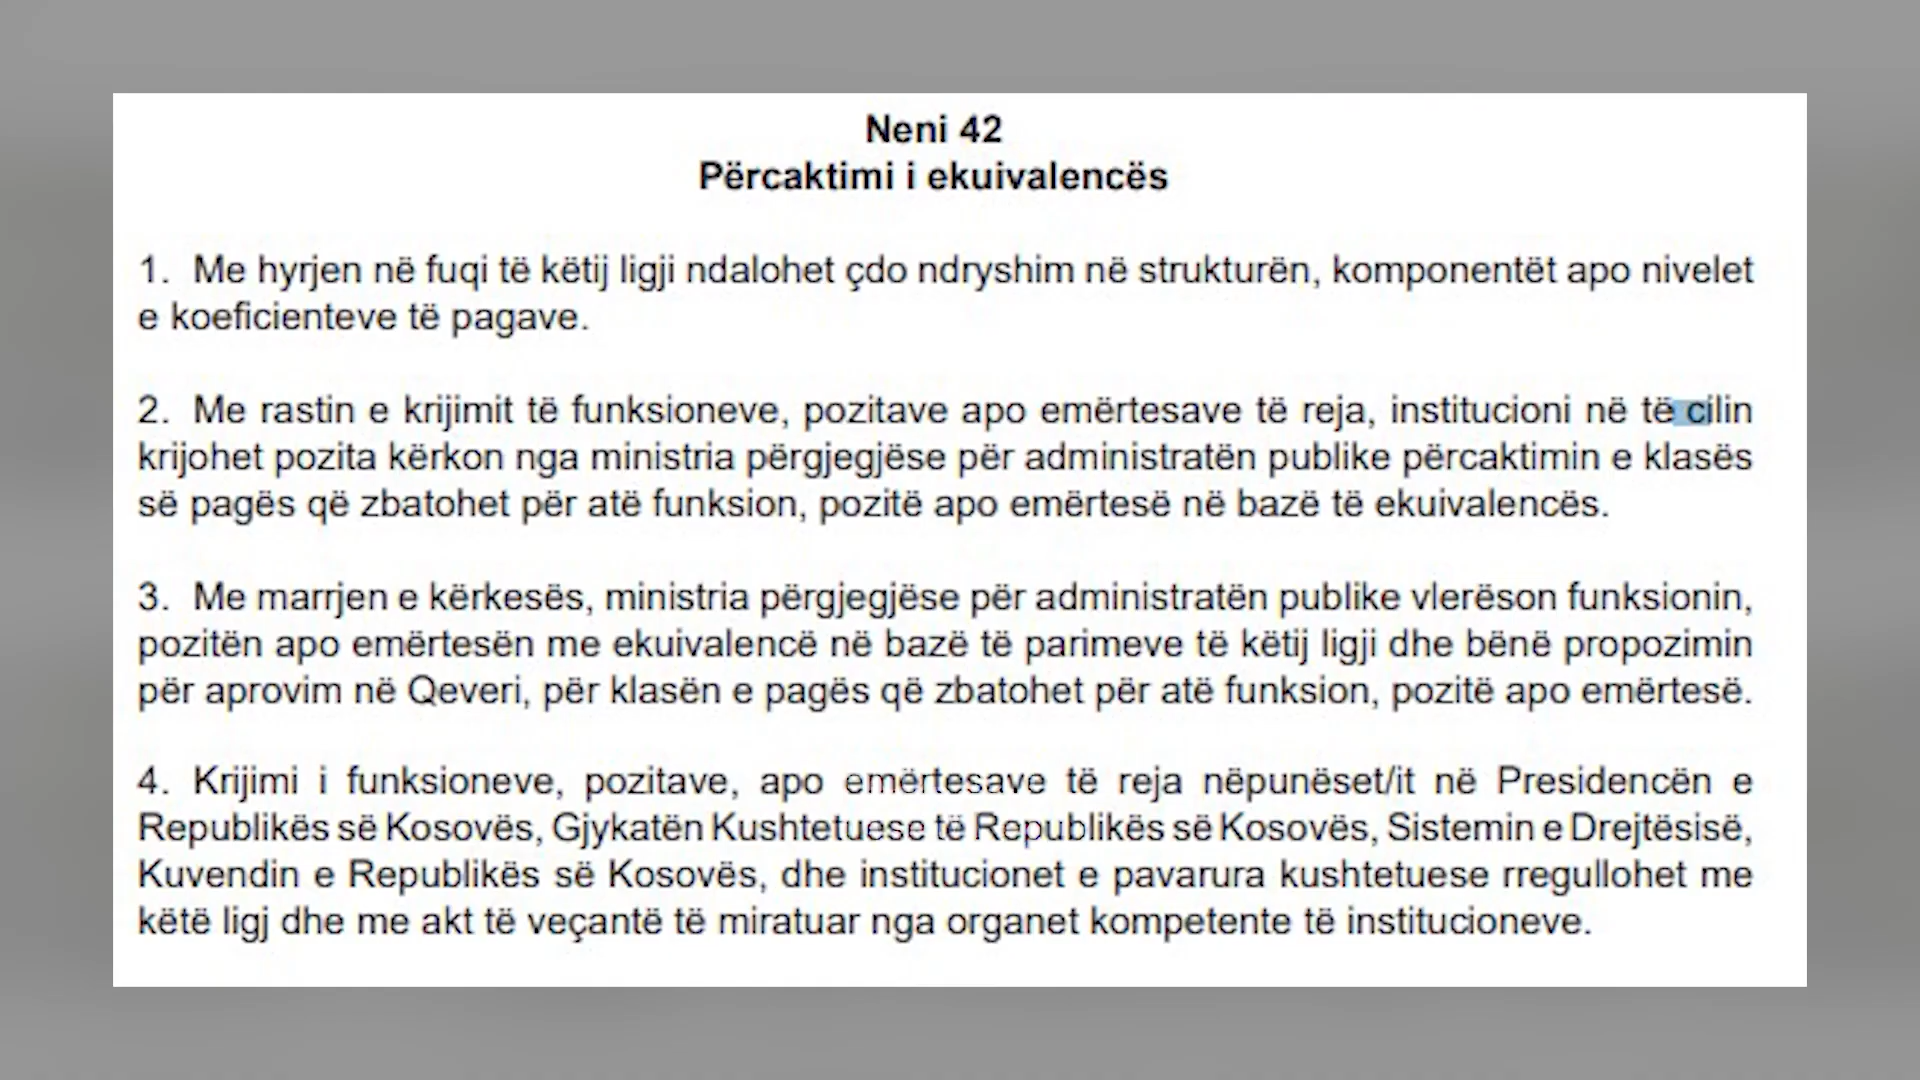 Neni 42
Përcaktimi i ekuivalencës
1. Me hyrjen në fuqi të këtij ligji ndalohet çdo ndryshim në strukturën, komponentët apo nivelet
e koeficienteve të pagave.
2. Me rastin e krijimit të funksioneve, pozitave apo emërtesave të reja, institucioni në të cilin
krijohet pozita kërkon nga ministria përgjegjëse për administratën publike përcaktimin e klasës
së pagës që zbatohet për atë funksion, pozitë apo emërtesë në bazë të ekuivalencës.
3. Me marrjen e kërkesës, ministria përgjegjëse për administratën publike vlerëson funksionin,
pozitën apo emërtesën me ekuivalencë në bazë të parimeve të këtij ligji dhe bënë propozimin
për aprovim në Qeveri, për klasën e pagës që zbatohet për atë funksion, pozitë apo emërtesë.
4. Krijimi i funksioneve, pozitave, apo emërtesave të reja nëpunëset/it në Presidencën e
Republikës së Kosovës, Gjykatën Kushtetuese të Republikës së Kosovës, Sistemin e Drejtësisë,
Kuvendin e Republikës së Kosovës, dhe institucionet e pavarura kushtetuese rregullohet me
këtë ligj dhe me akt të veçantë të miratuar nga organet kompetente të institucioneve.